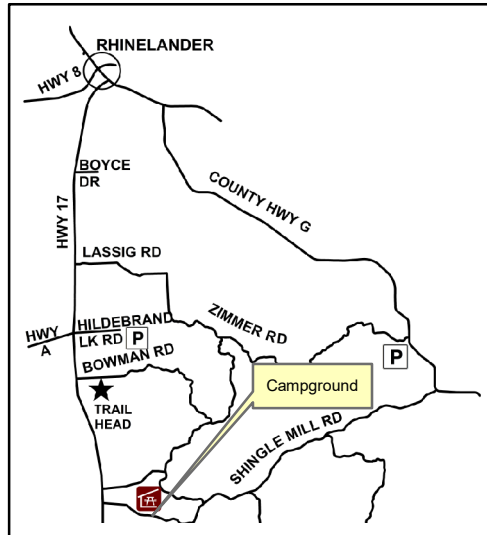 RHINELANDER
HWY 8
BOYCE
DR
HWY 17
COUNTY HWY G
LASSIG RD
HILDEBRAND
LK RD
P
HWY
A
ZIMMER RD
BOWMAN RD
P
TRAIL
HEAD
Campground
SHINGLE MILL RD